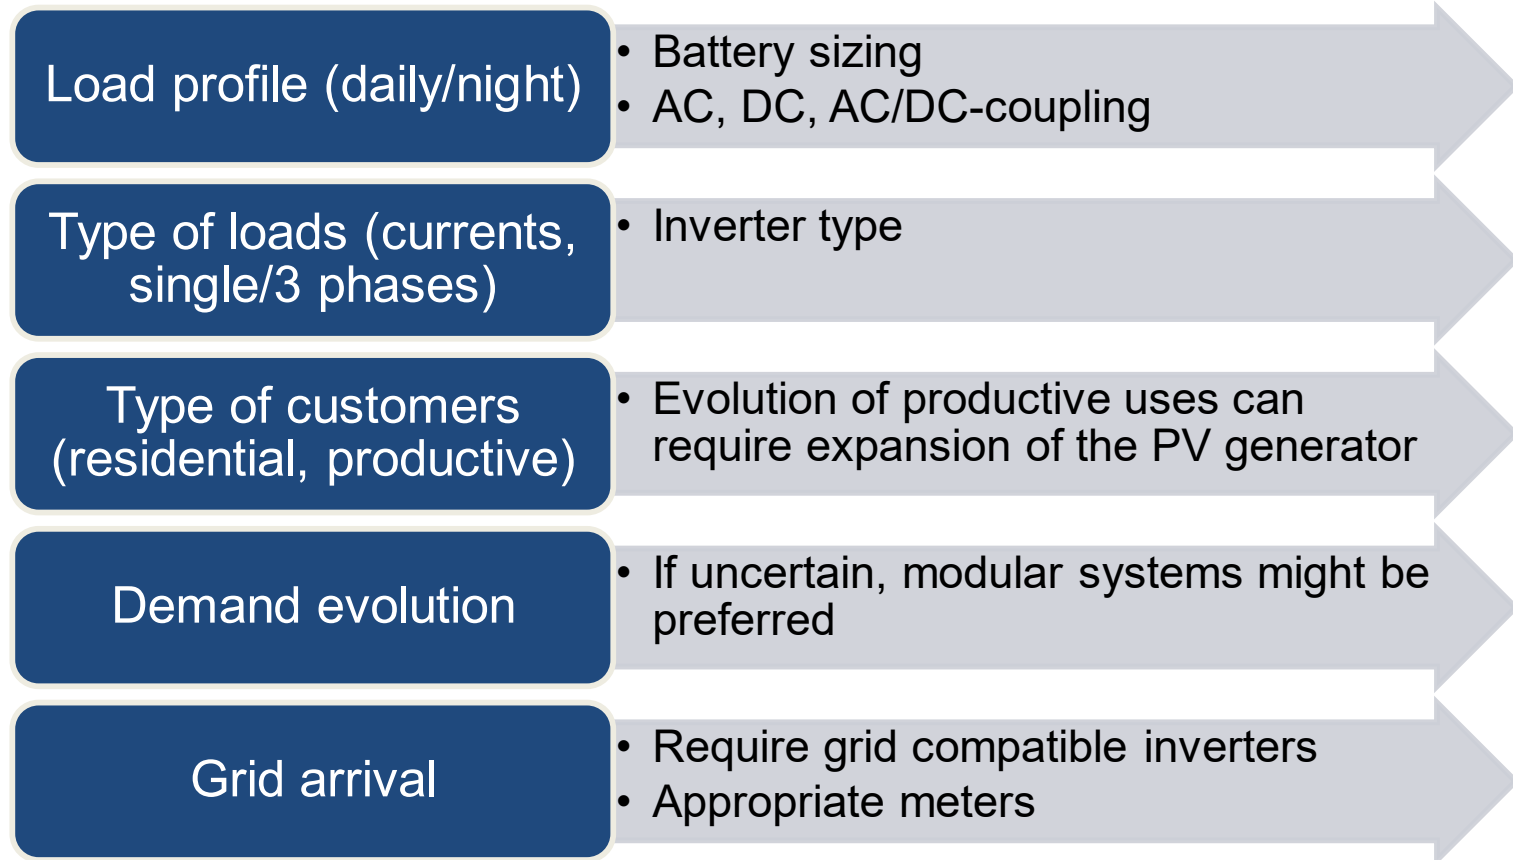 Load profile (daily/night)
• Battery sizing
• AC, DC, AC/DC-coupling
Type of loads (currents,
single/3 phases)
• Inverter type
Type of customers
(residential, productive)
• Evolution of productive uses can
require expansion of the PV generator
Demand evolution
• If uncertain, modular systems might be
preferred
Grid arrival
• Require grid compatible inverters
• Appropriate meters